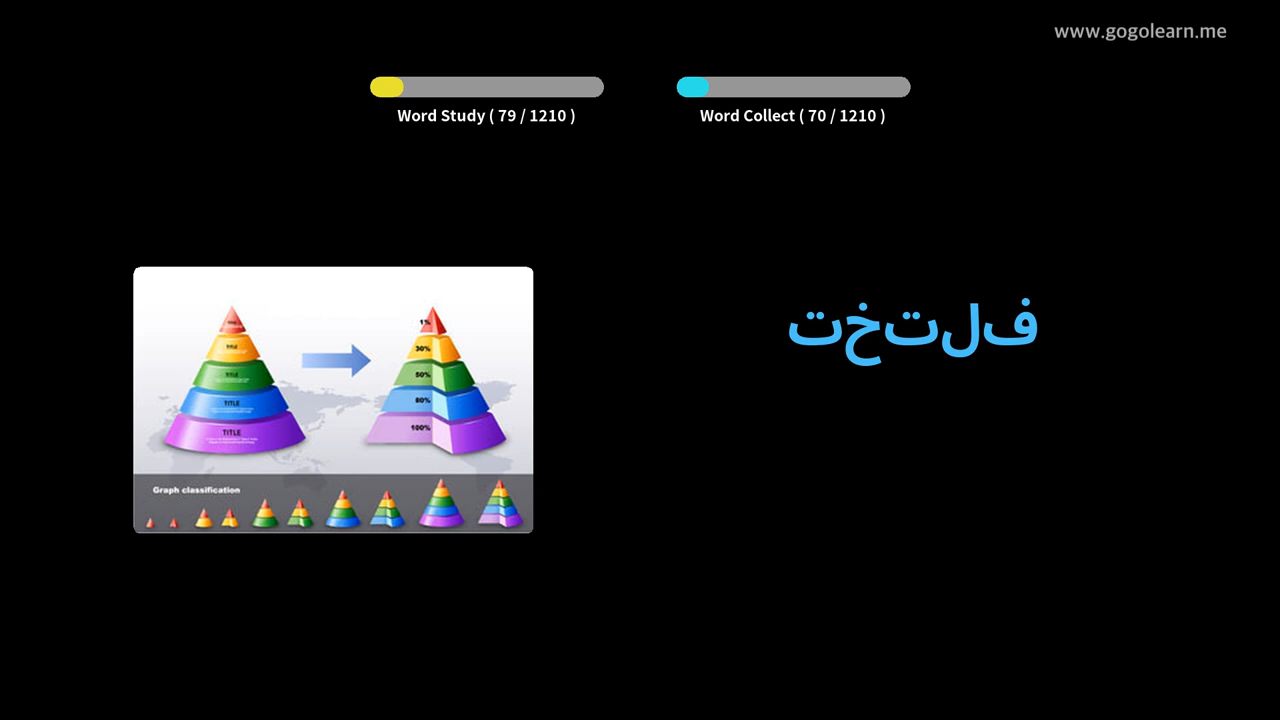 www.gogolearn.me
Word Study ( 79 / 1210 )
Word Collect ( 70 / 1210 )
فلتخت
TITLE
TITLE
TITLE
TITLE
1%
30%
50%
80%
100%
Graph classification